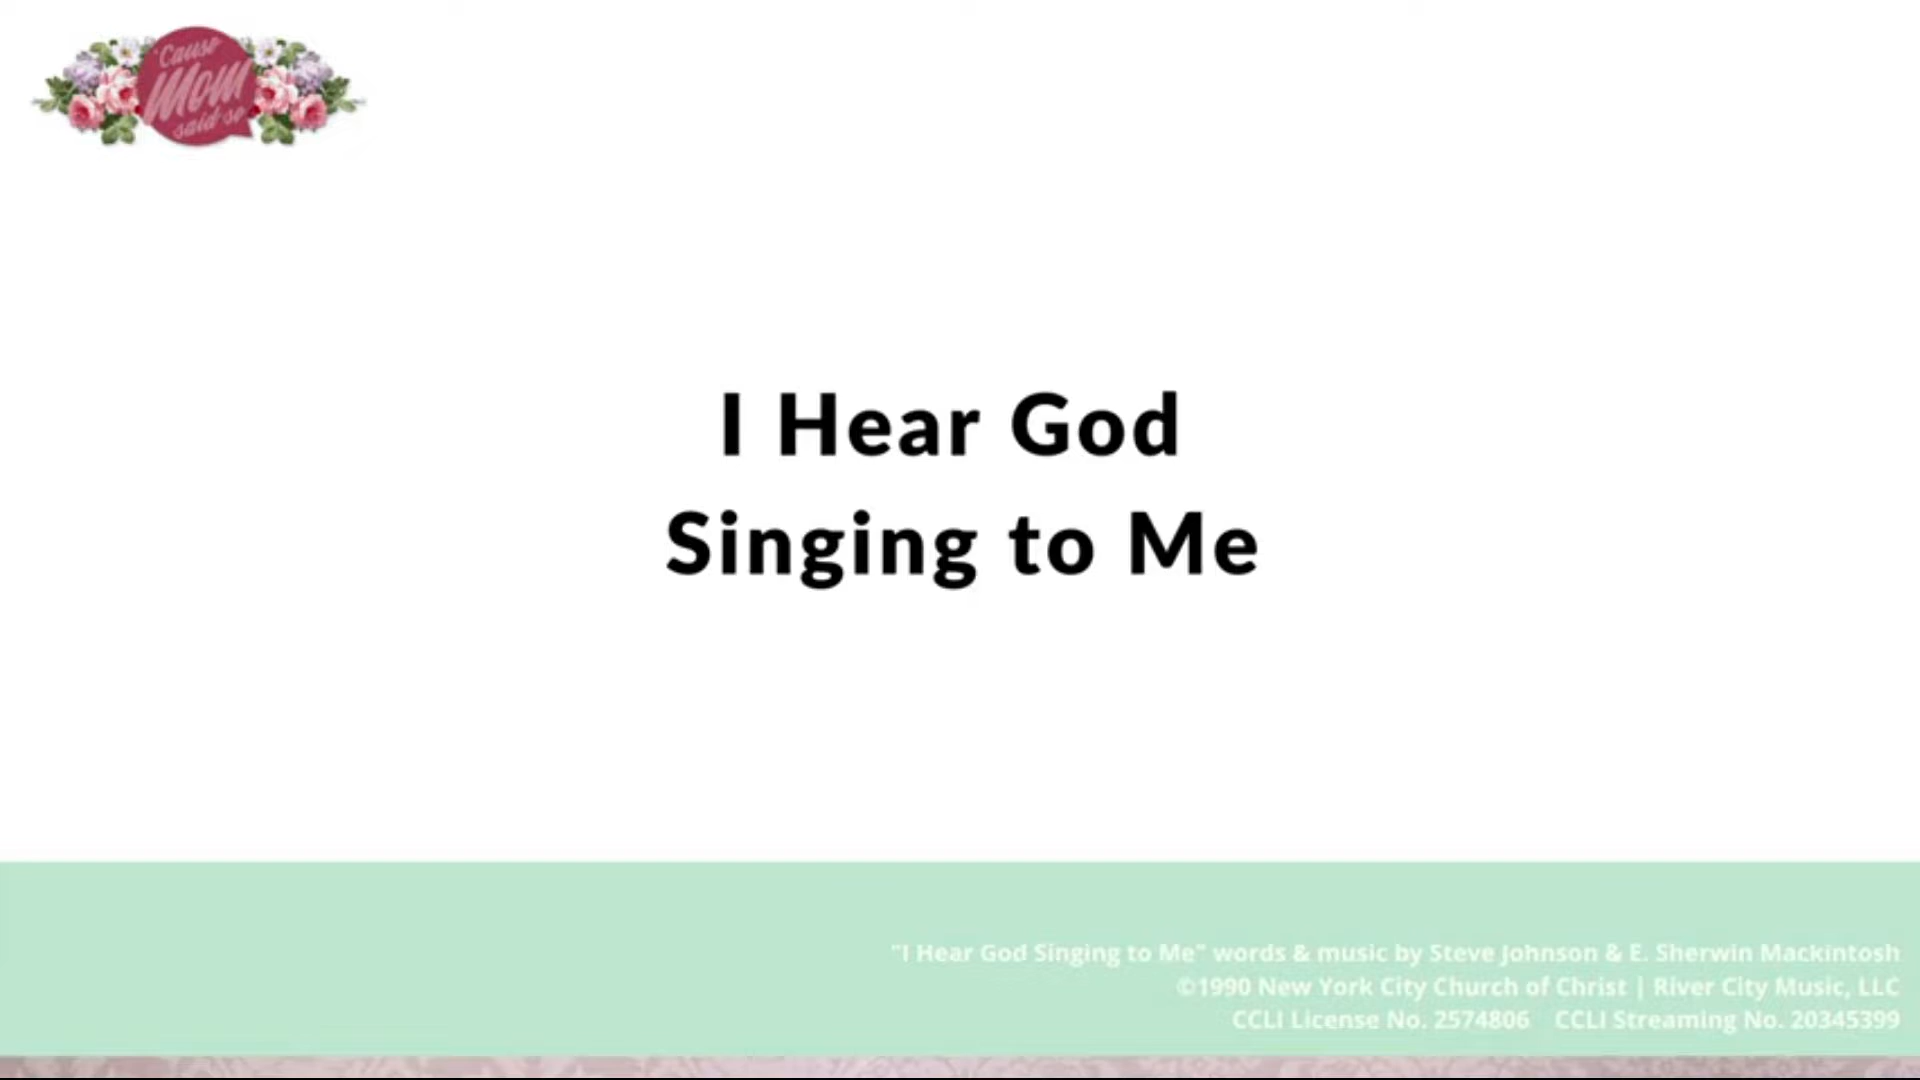 'Cause
Mom
said so
I Hear God
Singing to Me
"I Hear God Singing to Me" words & music by Steve Johnson & E. Sherwin Mackintosh
©1990 New York City Church of Christ | River City Music, LLC
CCLI License No. 2574806 CCLI Streaming No. 20345399